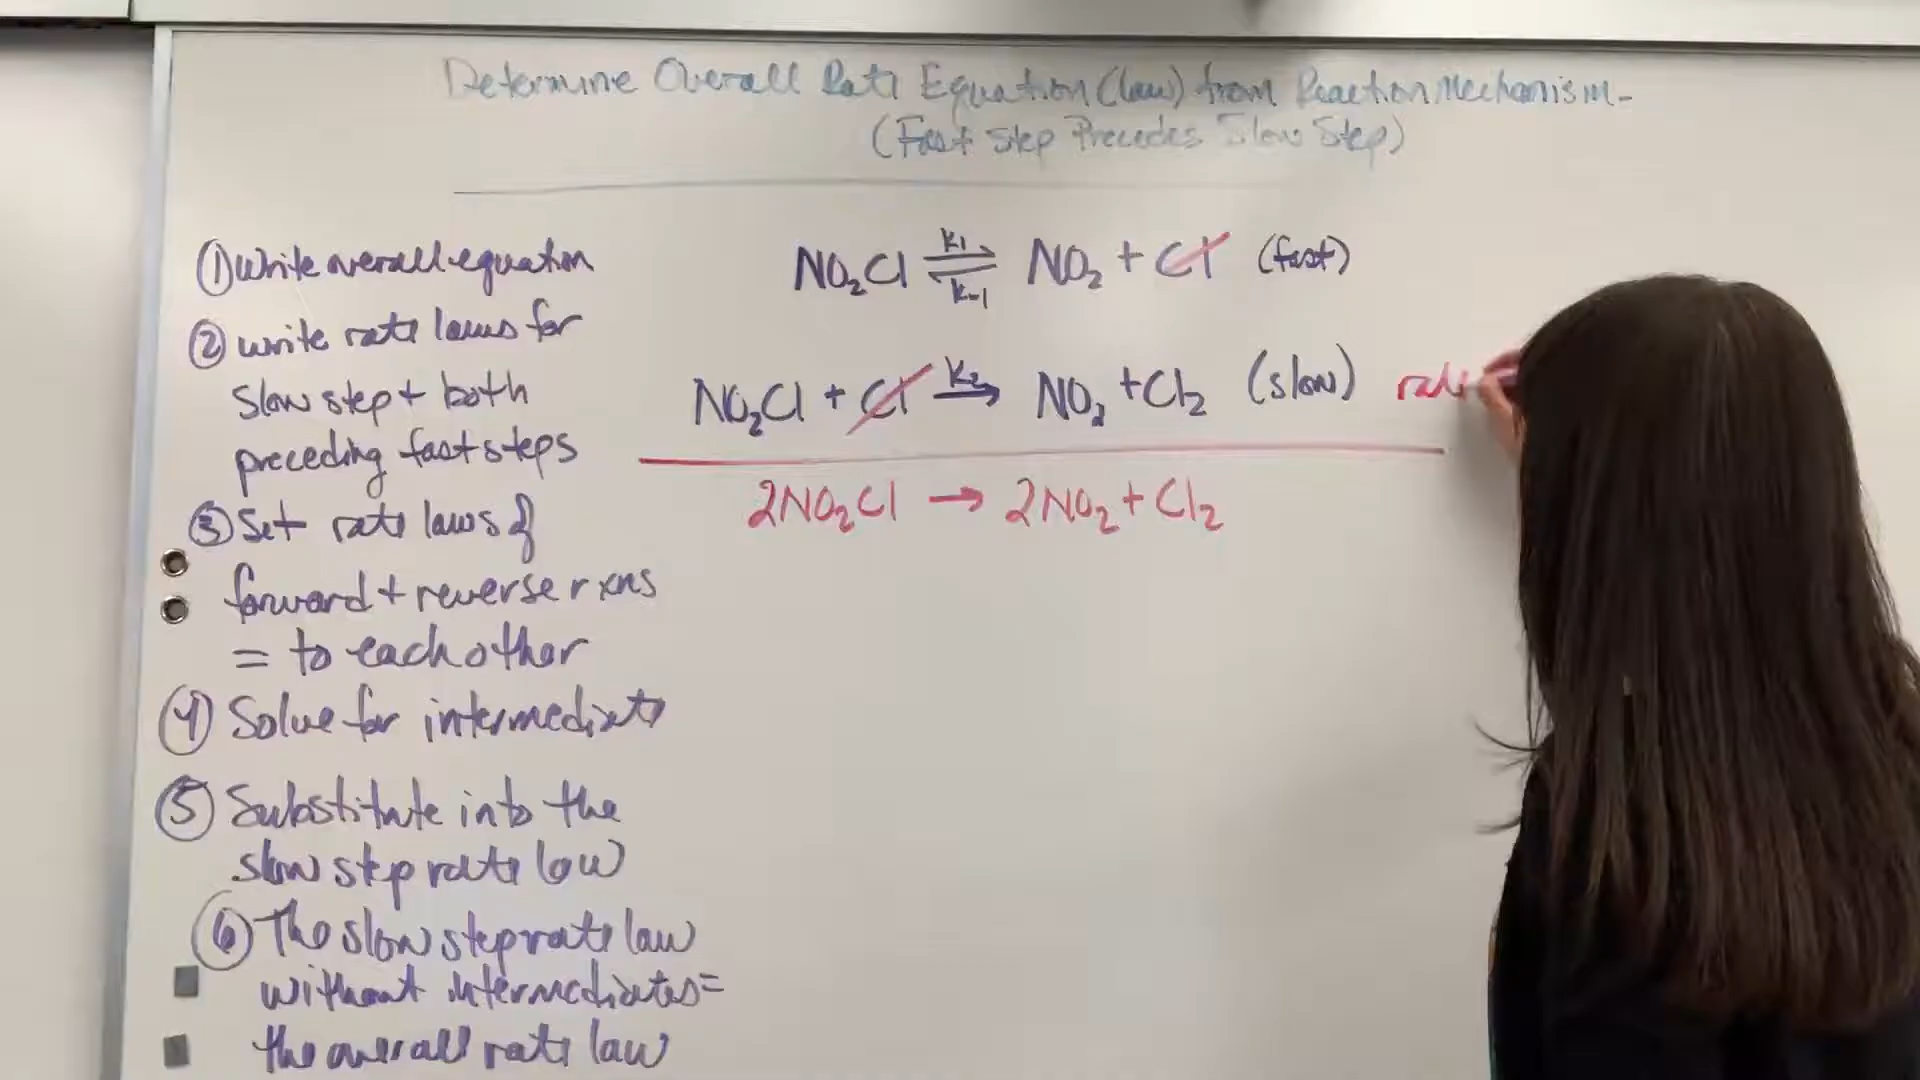 Determine Overall Rate Equation (law) from Reaction Mechanism-
(Fast Step Precedes Slow Step)
① Write overall equation
② write rate laws for
slow step + both
preceding fast steps
③ Set rate laws of
forward + reverse rxns
= to each other
④ Solve for intermediate
⑤ Substitute into the
slow step rate law
⑥ The slow step rate law
without intermediates =
the overall rate law
NO₂Cl k₁ ⇌ k₋₁ NO₂ + Cl (fast)
NO₂Cl + Cl k₂ → NO₂ + Cl₂ (slow) rate
2NO₂Cl → 2NO₂ + Cl₂